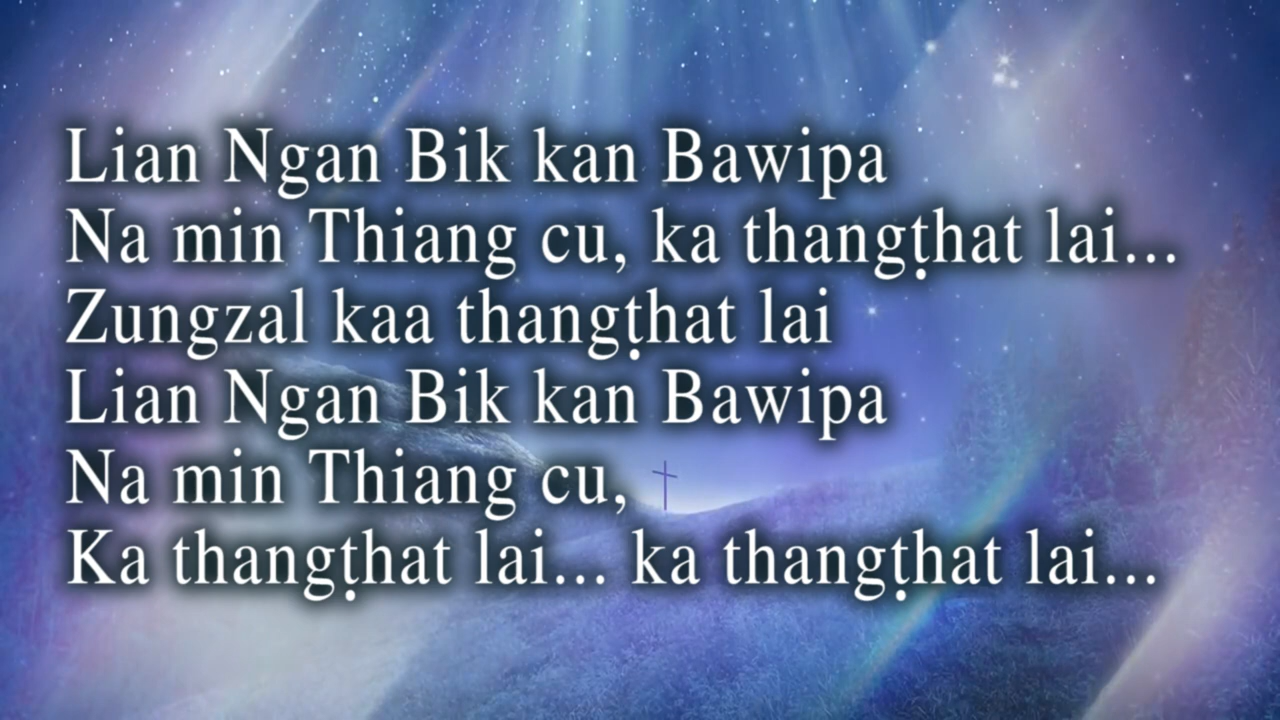 Lian Ngan Bik kan Bawipa
Na min Thiang cu, ka thangṭhat lai...
Zungzal kaa thangṭhat lai
Lian Ngan Bik kan Bawipa
Na min Thiang cu,
Ka thangṭhat lai... ka thangṭhat lai...